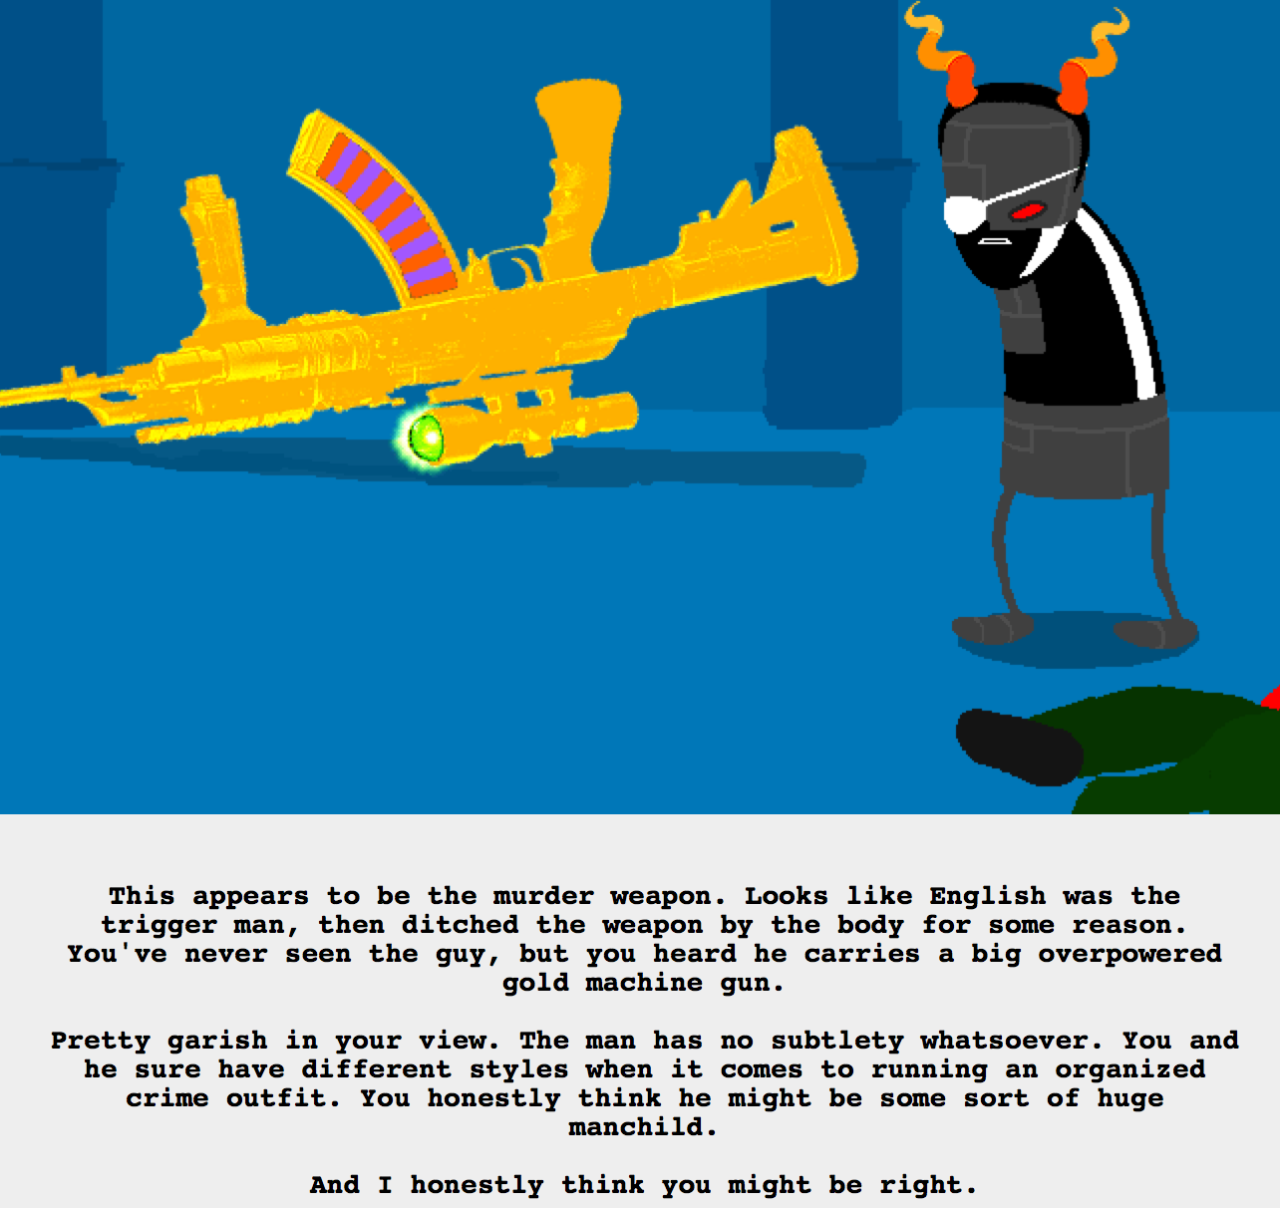 This appears to be the murder weapon. Looks like English was the
trigger man, then ditched the weapon by the body for some reason.
You've never seen the guy, but you heard he carries a big overpowered
gold machine gun.
Pretty garish in your view. The man has no subtlety whatsoever. You and
he sure have different styles when it comes to running an organized
crime outfit. You honestly think he might be some sort of huge
manchild.
And I honestly think you might be right.